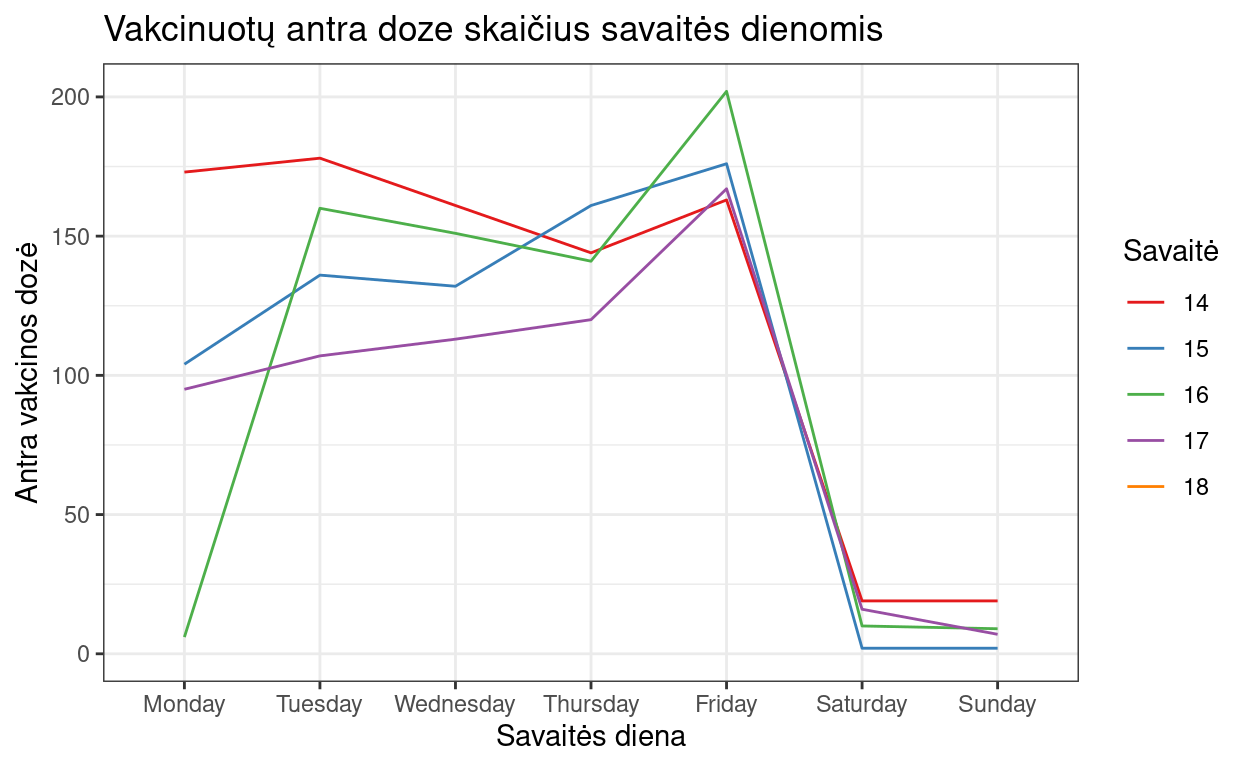 Vakcinuotų antra doze skaičius savaitės dienomis
Antra vakcinos dozė
200
150
100
50
0
Monday Tuesday Wednesday Thursday Friday Saturday Sunday
Savaitės diena
Savaitė
14
15
16
17
18